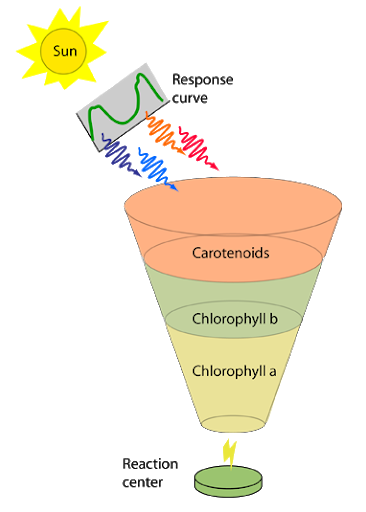 Sun
Response
curve
Carotenoids
Chlorophyll b
Chlorophyll a
Reaction
center